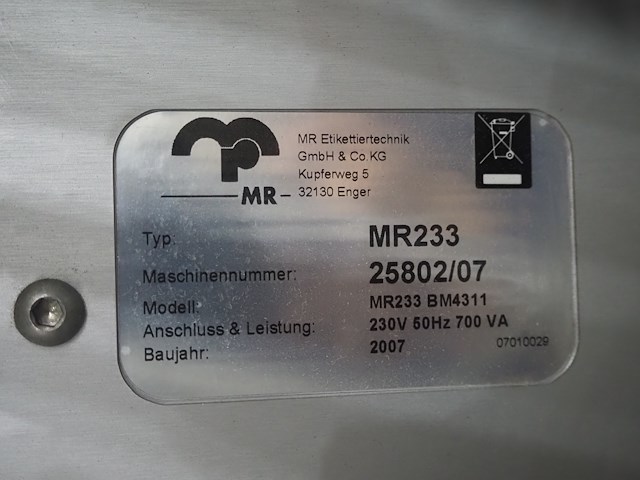 MR Etikettiertechnik
GmbH & Co.KG
Kupferweg 5
MR 32130 Enger
Typ: MR233
Maschinennummer: 25802/07
Modell: MR233 BM4311
Anschluss & Leistung: 230V 50Hz 700 VA
Baujahr: 2007 07010029